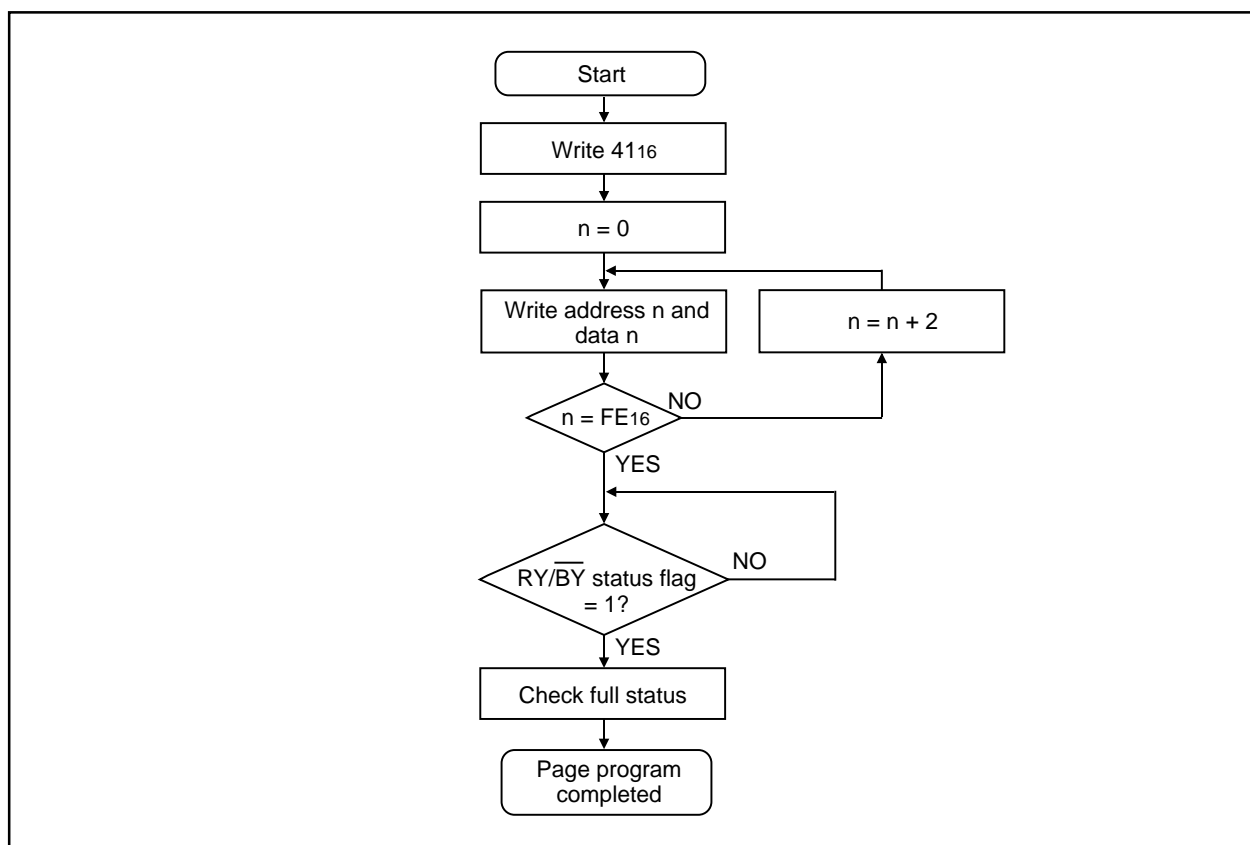 Start
Write 4116
n = 0
Write address n and
data n
n = n + 2
n = FE16
NO
YES
RY/B̅Y̅ status flag
= 1?
NO
YES
Check full status
Page program
completed